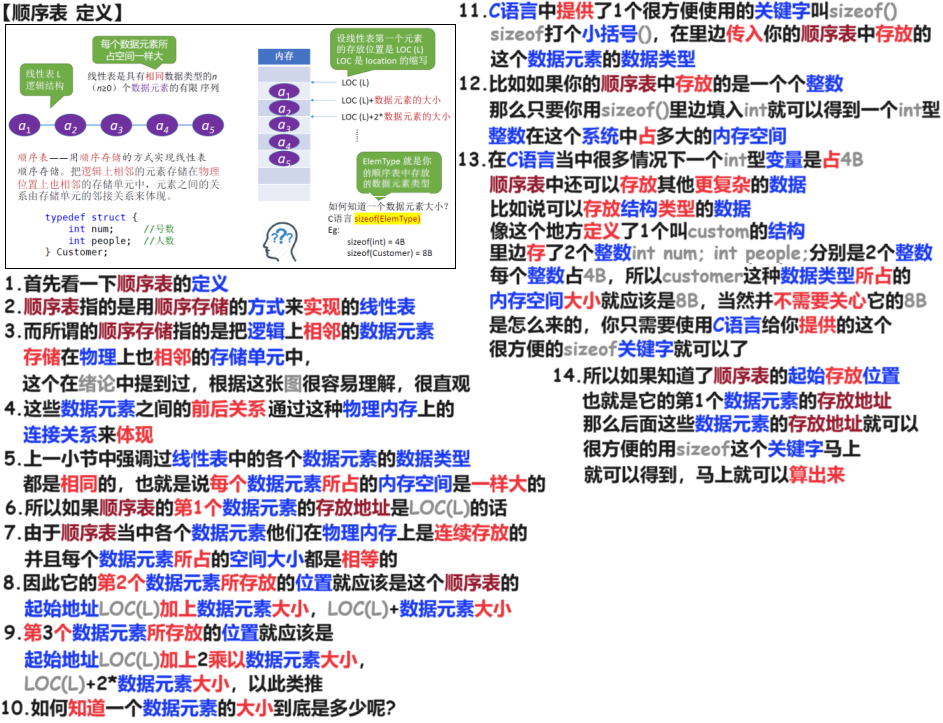 【顺序表 定义】
每个数据元素所
占空间一样大
线性表 L
逻辑结构
线性表是具有相同数据类型的n
（n≥0）个数据元素的有限 序列
a1
a2
a3
a4
a5
顺序表——用顺序存储的方式实现线性表
顺序存储。把逻辑上相邻的元素存储在物理
位置上也相邻的存储单元中，元素之间的关
系由存储单元的邻接关系来体现。
typedef struct {
int num; //号数
int people; //人数
} Customer;
内存
a1
a2
a3
a4
a5
设线性表第一个元素
的存放位置是 LOC (L)
LOC 是 location 的缩写
LOC (L)
LOC (L)+数据元素的大小
LOC (L)+2*数据元素的大小
ElemType 就是你
的顺序表中存放
的数据元素类型
如何知道一个数据元素大小？
C语言 sizeof(ElemType)
Eg:
sizeof(int) = 4B
sizeof(Customer) = 8B
???
1.首先看一下顺序表的定义
2.顺序表指的是用顺序存储的方式来实现的线性表
3.而所谓的顺序存储指的是把逻辑上相邻的数据元素
存储在物理上也相邻的存储单元中，
这个在绪论中提到过，根据这张图很容易理解，很直观
4.这些数据元素之间的前后关系通过这种物理内存上的
连接关系来体现
5.上一小节中强调过线性表中的各个数据元素的数据类型
都是相同的，也就是说每个数据元素所占的内存空间是一样大的
6.所以如果顺序表的第1个数据元素的存放地址是LOC(L)的话
7.由于顺序表当中各个数据元素他们在物理内存上是连续存放的
并且每个数据元素所占的空间大小都是相等的
8.因此它的第2个数据元素所存放的位置就应该是这个顺序表的
起始地址LOC(L)加上数据元素大小，LOC(L)+数据元素大小
9.第3个数据元素所存放的位置就应该是
起始地址LOC(L)加上2乘以数据元素大小，
LOC(L)+2*数据元素大小，以此类推
10.如何知道一个数据元素的大小到底是多少呢？
11.C语言中提供了1个很方便使用的关键字叫sizeof()
sizeof打个小括号()，在里边传入你的顺序表中存放的
这个数据元素的数据类型
12.比如如果你的顺序表中存放的是一个个整数
那么只要你用sizeof()里边填入int就可以得到一个int型
整数在这个系统中占多大的内存空间
13.在C语言当中很多情况下一个int型变量是占4B
顺序表中还可以存放其他更复杂的数据
比如说可以存放结构类型的数据
像这个地方定义了1个叫custom的结构
里边存了2个整数int num; int people;分别是2个整数
每个整数占4B，所以customer这种数据类型所占的
内存空间大小就应该是8B，当然并不需要关心它的8B
是怎么来的，你只需要使用C语言给你提供的这个
很方便的sizeof关键字就可以了
14.所以如果知道了顺序表的起始存放位置
也就是它的第1个数据元素的存放地址
那么后面这些数据元素的存放地址就可以
很方便的用sizeof这个关键字马上
就可以得到，马上就可以算出来